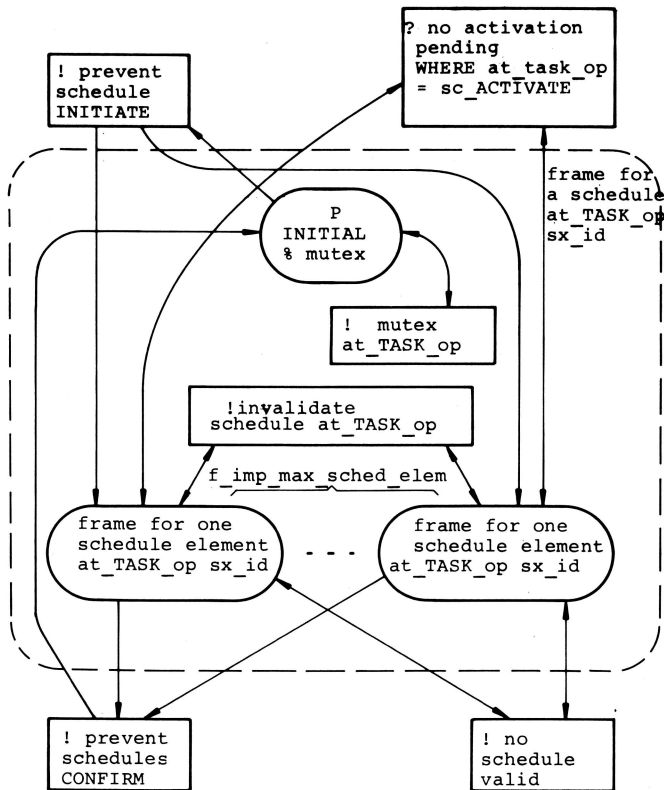 ! prevent
schedule
INITIATE
? no activation
pending
WHERE at_task_op
= sc_ACTIVATE
frame for
a schedule
at_TASK_op
sx_id
P
INITIAL
% mutex
! mutex
at_TASK_op
!invalidate
schedule at_TASK_op
f_imp_max_sched_elem
frame for one
schedule element
at_TASK_op sx_id
- - -
frame for one
schedule element
at_TASK_op sx_id
! prevent
schedules
CONFIRM
! no
schedule
valid